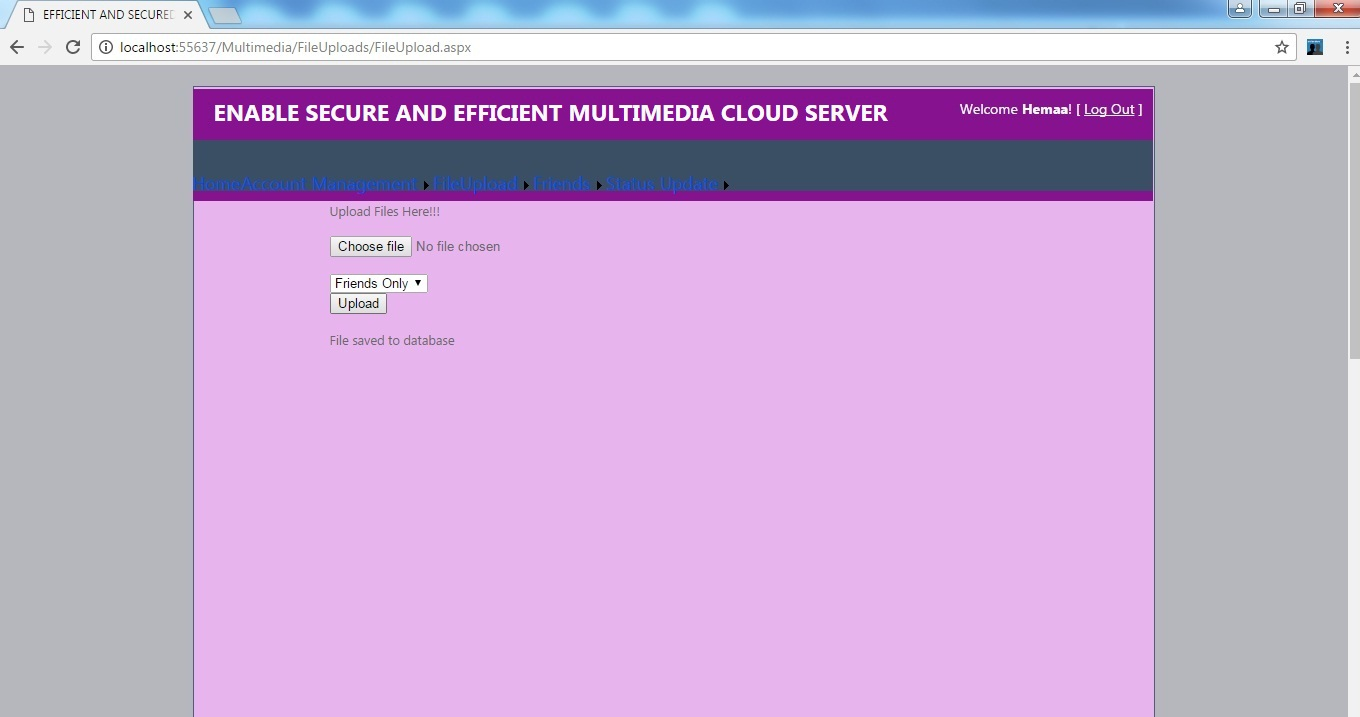 EFFICIENT AND SECURED
localhost:55637/Multimedia/FileUploads/FileUpload.aspx
ENABLE SECURE AND EFFICIENT MULTIMEDIA CLOUD SERVER
Welcome Hemaa! [ Log Out ]
HomeAccount Management FileUpload Friends Status Update
Upload Files Here!!!
Choose file No file chosen
Friends Only
Upload
File saved to database